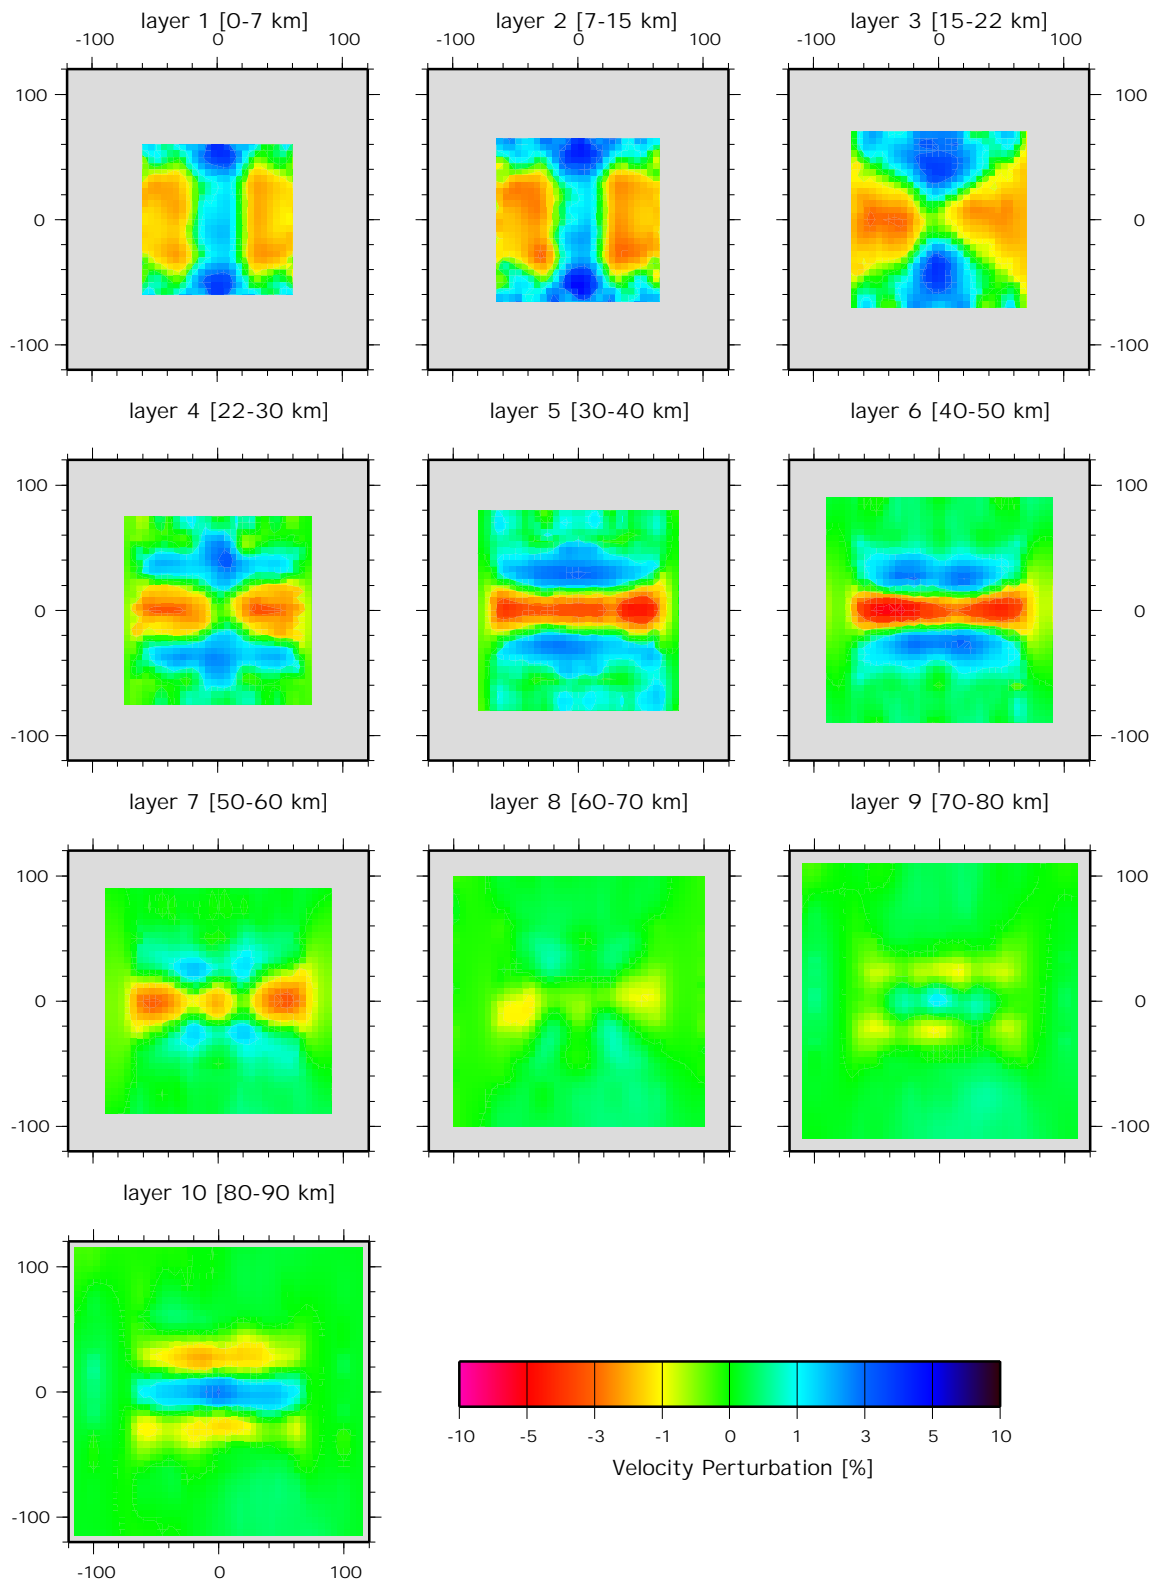 layer 1 [0-7 km] layer 2 [7-15 km] layer 3 [15-22 km]
-100 0 100 -100 0 100 -100 0 100
100 100
0 0
-100 -100
layer 4 [22-30 km] layer 5 [30-40 km] layer 6 [40-50 km]
100 100
0 0
-100 -100
layer 7 [50-60 km] layer 8 [60-70 km] layer 9 [70-80 km]
100 100
0 0
-100 -100
layer 10 [80-90 km]
100
0
-100
-100 0 100
-10 -5 -3 -1 0 1 3 5 10
Velocity Perturbation [%]